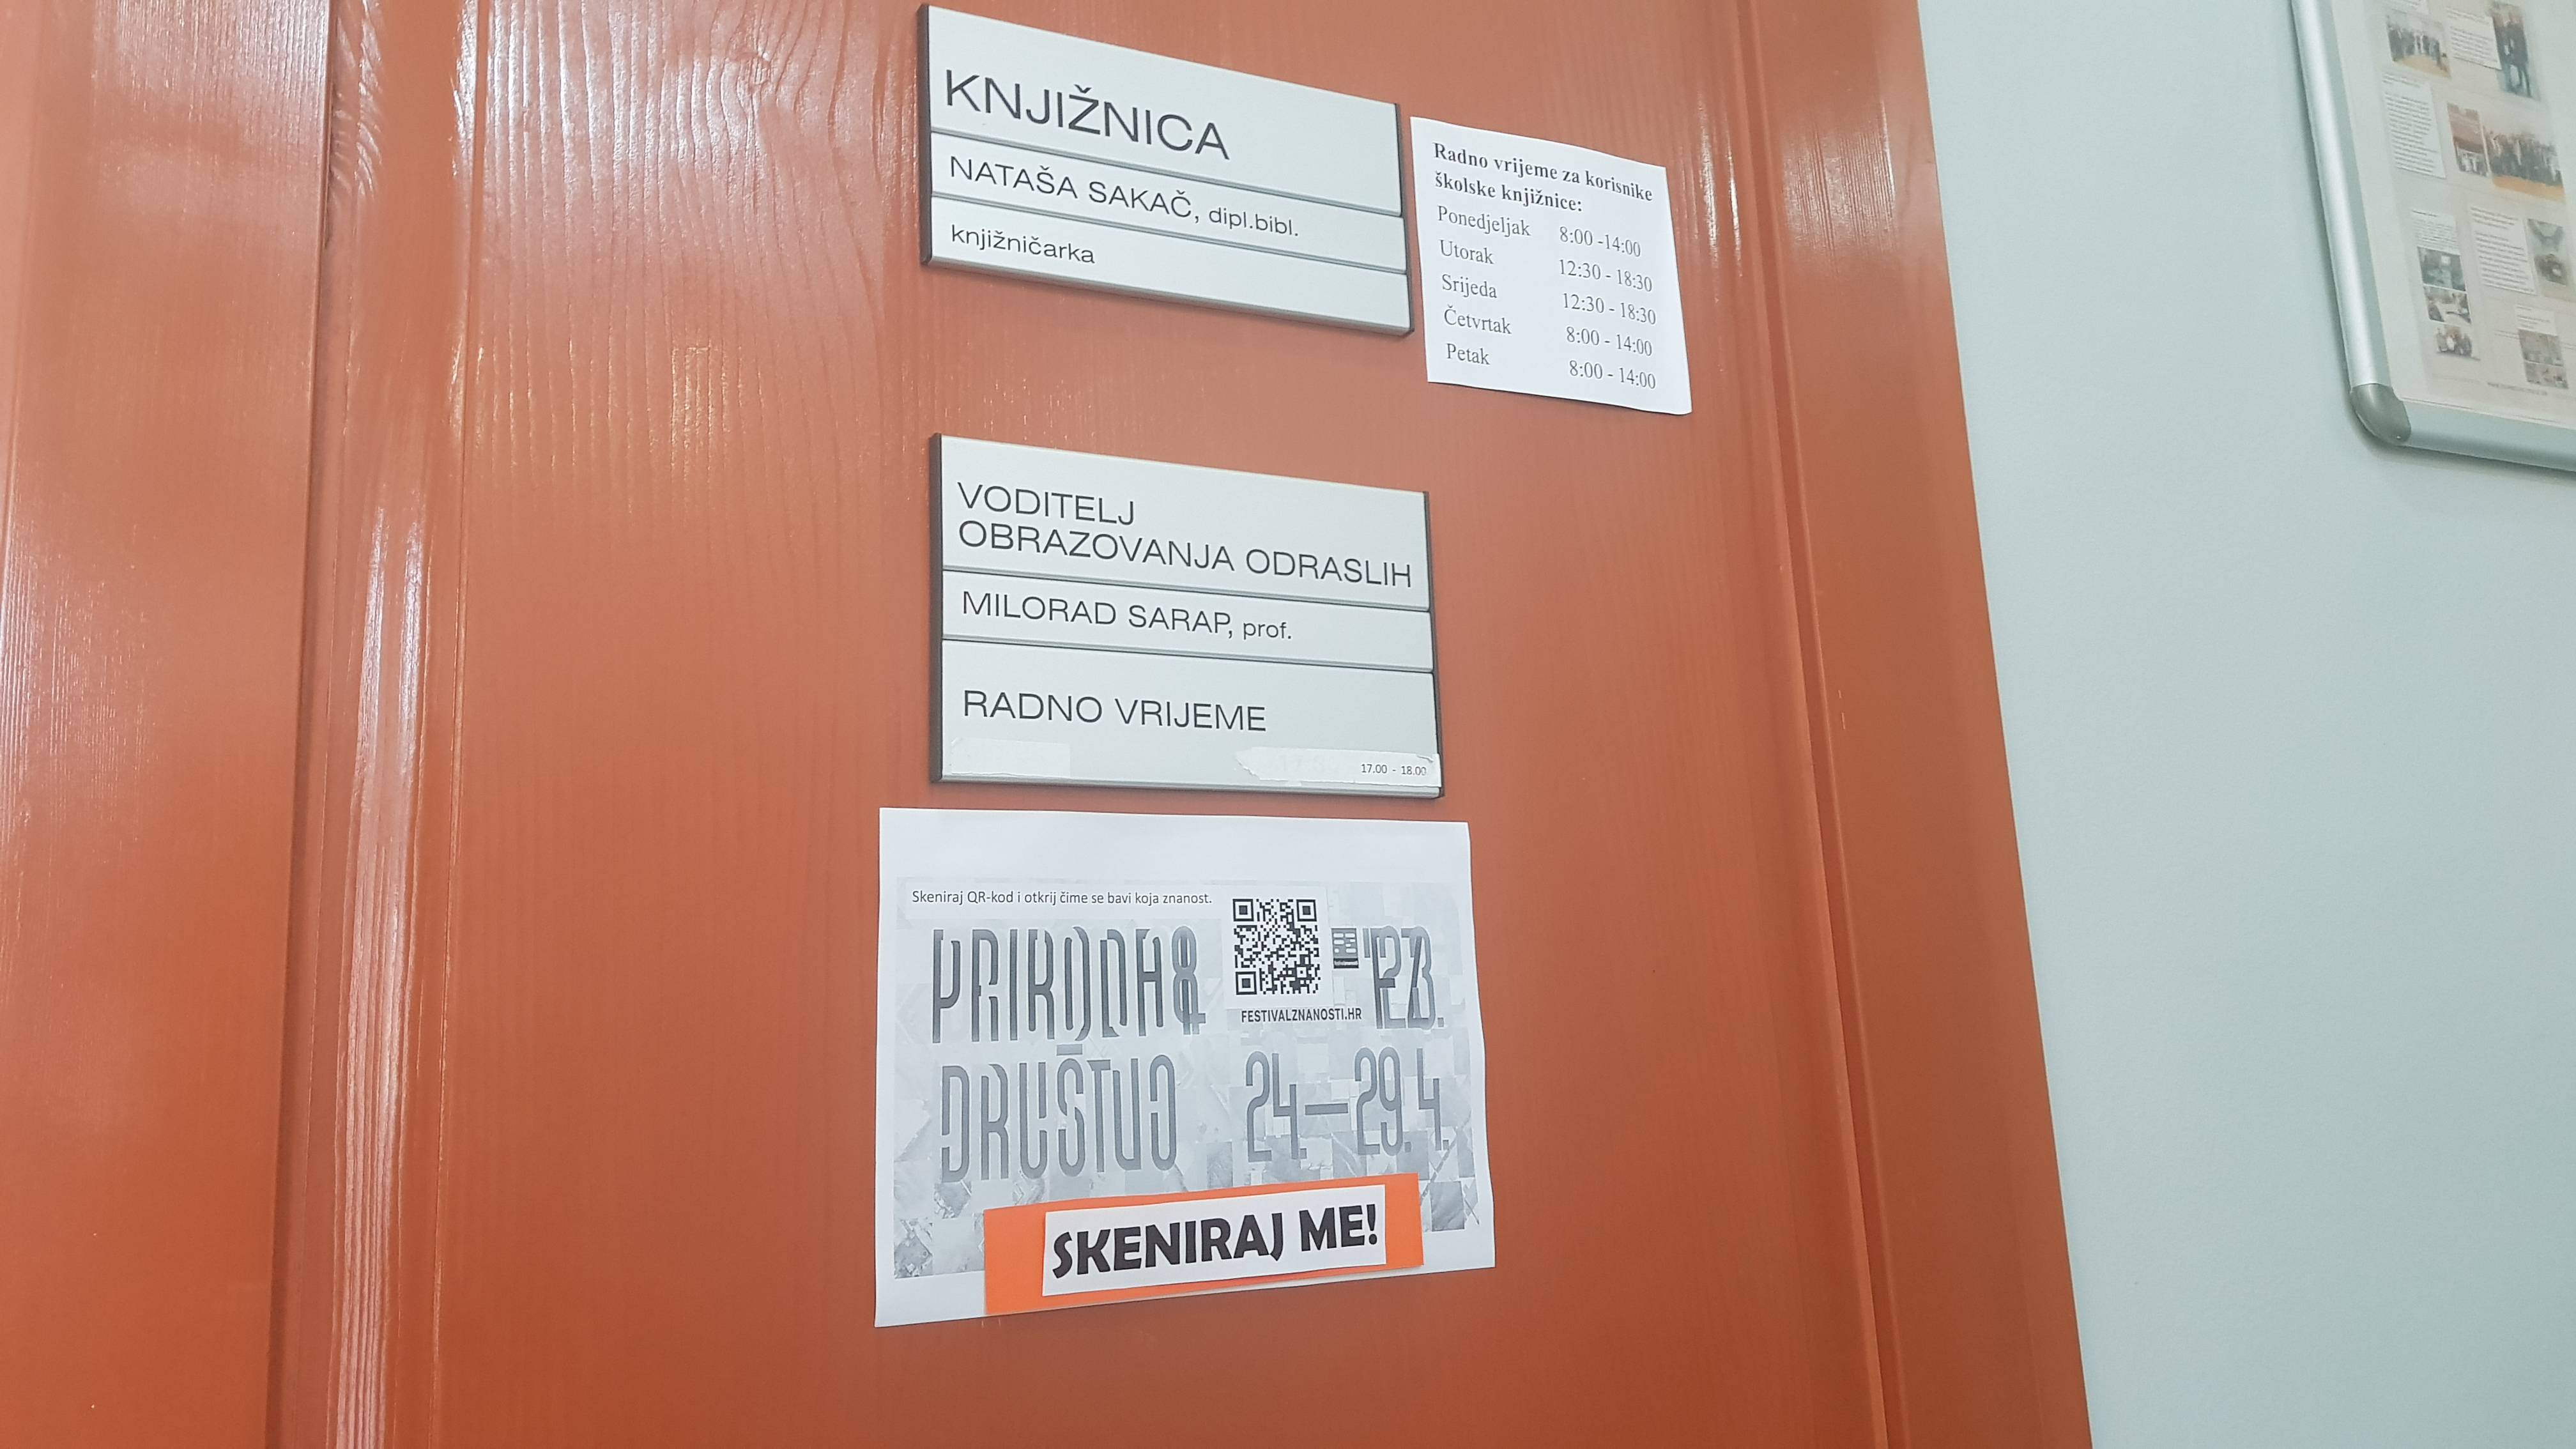 KNJIŽNICA
NATAŠA SAKAČ, dipl.bibl.
knjižničarka
Radno vrijeme za korisnike
školske knjižnice:
Ponedjeljak 8:00 -14:00
Utorak 12:30 - 18:30
Srijeda 12:30 - 18:30
Četvrtak 8:00 - 14:00
Petak 8:00 - 14:00
VODITELJ
OBRAZOVANJA ODRASLIH
MILORAD SARAP, prof.
RADNO VRIJEME
17.00 - 18.00
Skeniraj QR-kod i otkrij čime se bavi koja znanost.
PRIRODA &
FESTIVALZNANOSTI.HR
DRUŠTVO
24.—29. 4.
SKENIRAJ ME!